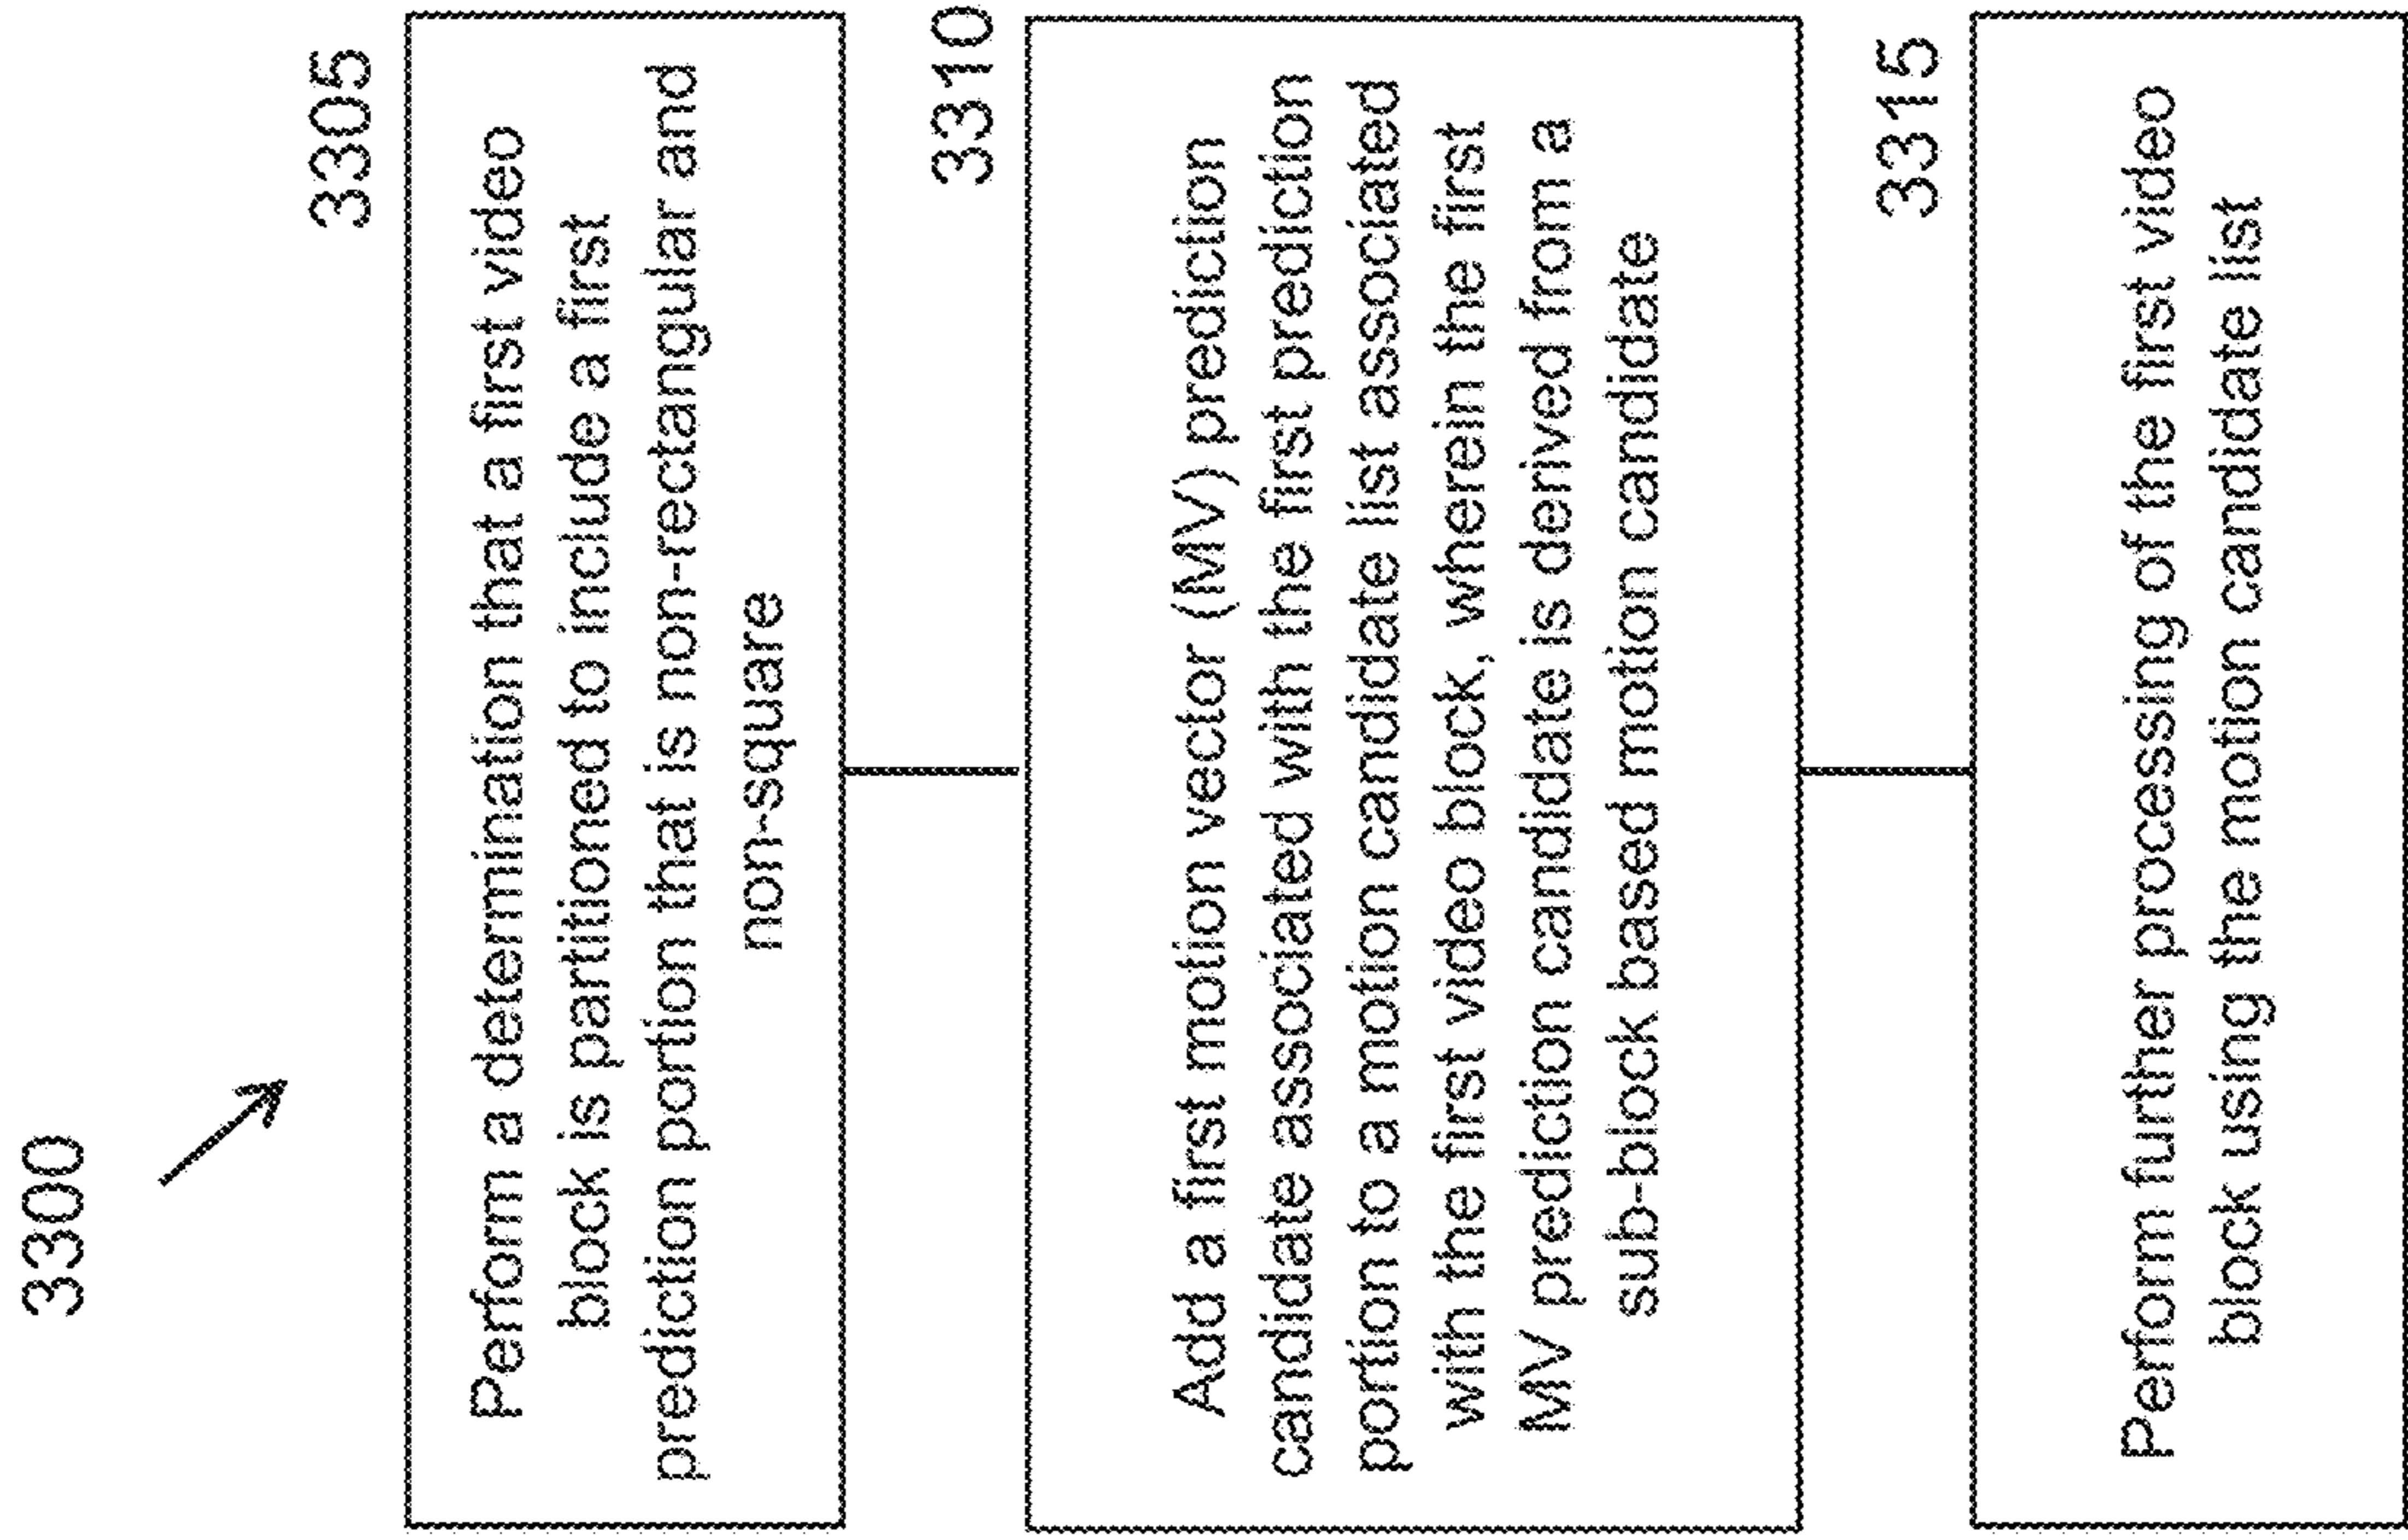 3300
3305
Perform a determination that a first video
block is partitioned to include a first
prediction portion that is non-rectangular and
non-square
3310
Add a first motion vector (MV) prediction
candidate associated with the first prediction
portion to a motion candidate list associated
with the first video block, wherein the first
MV prediction candidate is derived from a
sub-block based motion candidate
3315
Perform further processing of the first video
block using the motion candidate list